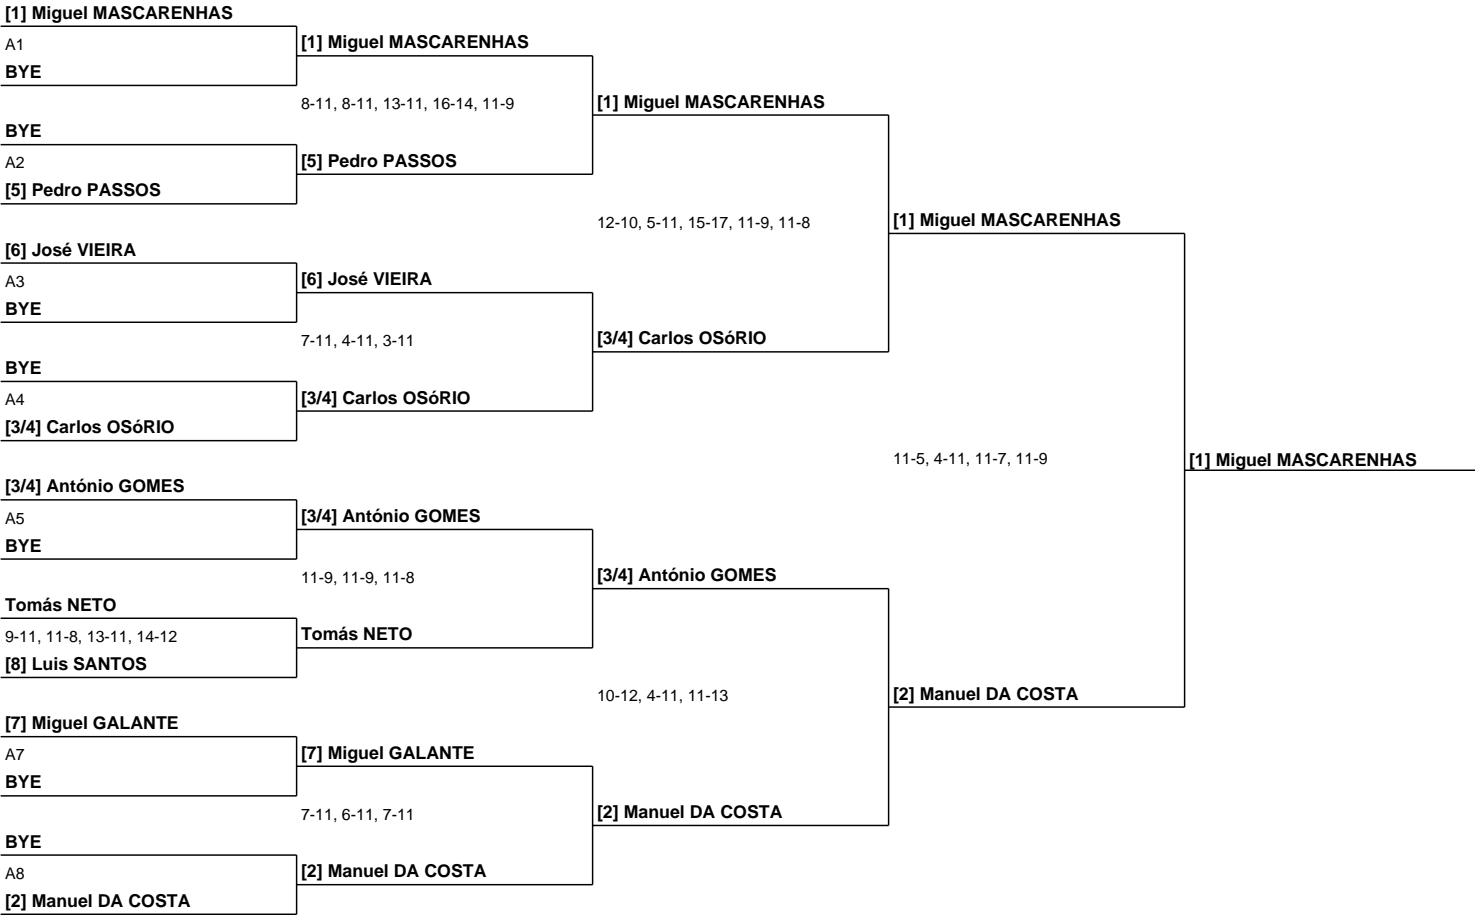 [1] Miguel MASCARENHAS
A1
BYE
[1] Miguel MASCARENHAS
8-11, 8-11, 13-11, 16-14, 11-9
BYE
A2
[5] Pedro PASSOS
[5] Pedro PASSOS
[1] Miguel MASCARENHAS
12-10, 5-11, 15-17, 11-9, 11-8
[6] José VIEIRA
A3
BYE
[6] José VIEIRA
7-11, 4-11, 3-11
BYE
A4
[3/4] Carlos OSóRIO
[3/4] Carlos OSóRIO
[3/4] Carlos OSóRIO
[1] Miguel MASCARENHAS
11-5, 4-11, 11-7, 11-9
[1] Miguel MASCARENHAS
[3/4] António GOMES
A5
BYE
[3/4] António GOMES
11-9, 11-9, 11-8
Tomás NETO
9-11, 11-8, 13-11, 14-12
[8] Luis SANTOS
Tomás NETO
[3/4] António GOMES
10-12, 4-11, 11-13
[2] Manuel DA COSTA
[7] Miguel GALANTE
A7
BYE
[7] Miguel GALANTE
7-11, 6-11, 7-11
BYE
A8
[2] Manuel DA COSTA
[2] Manuel DA COSTA
[2] Manuel DA COSTA